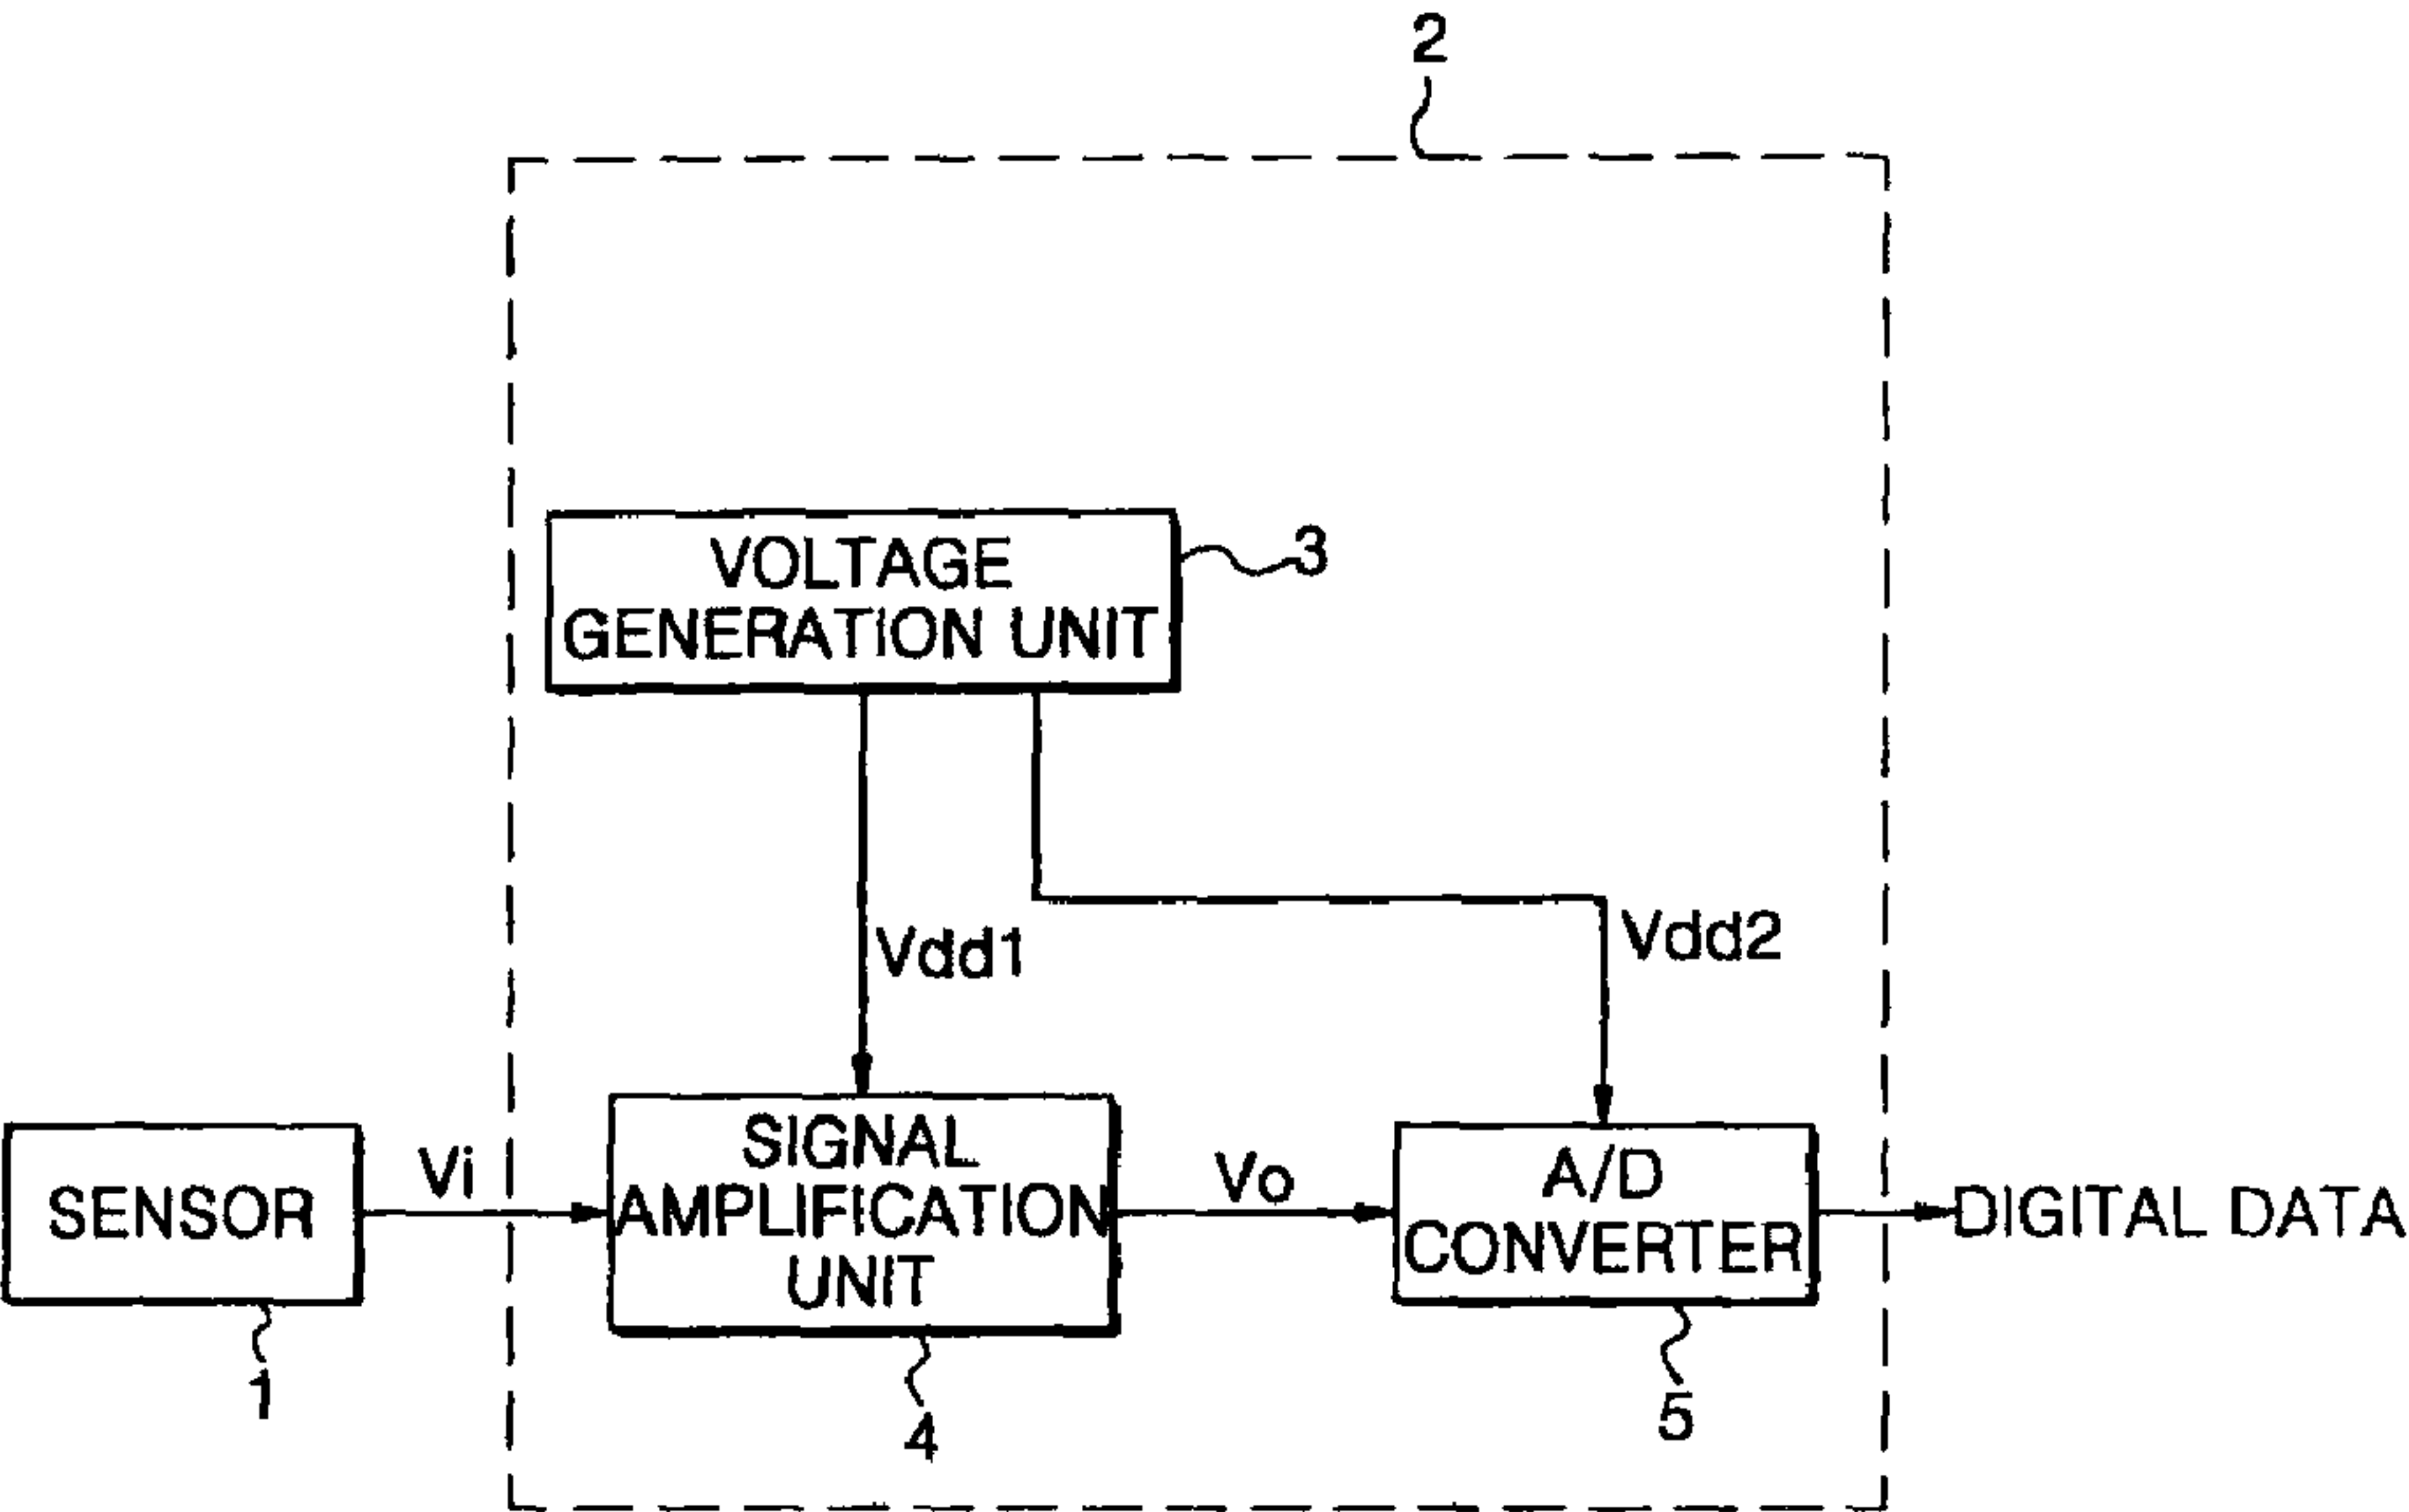 2
VOLTAGE
GENERATION UNIT
3
Vdd1
Vdd2
SENSOR
Vi
SIGNAL
AMPLIFICATION
UNIT
Vo
A/D
CONVERTER
DIGITAL DATA
1
4
5